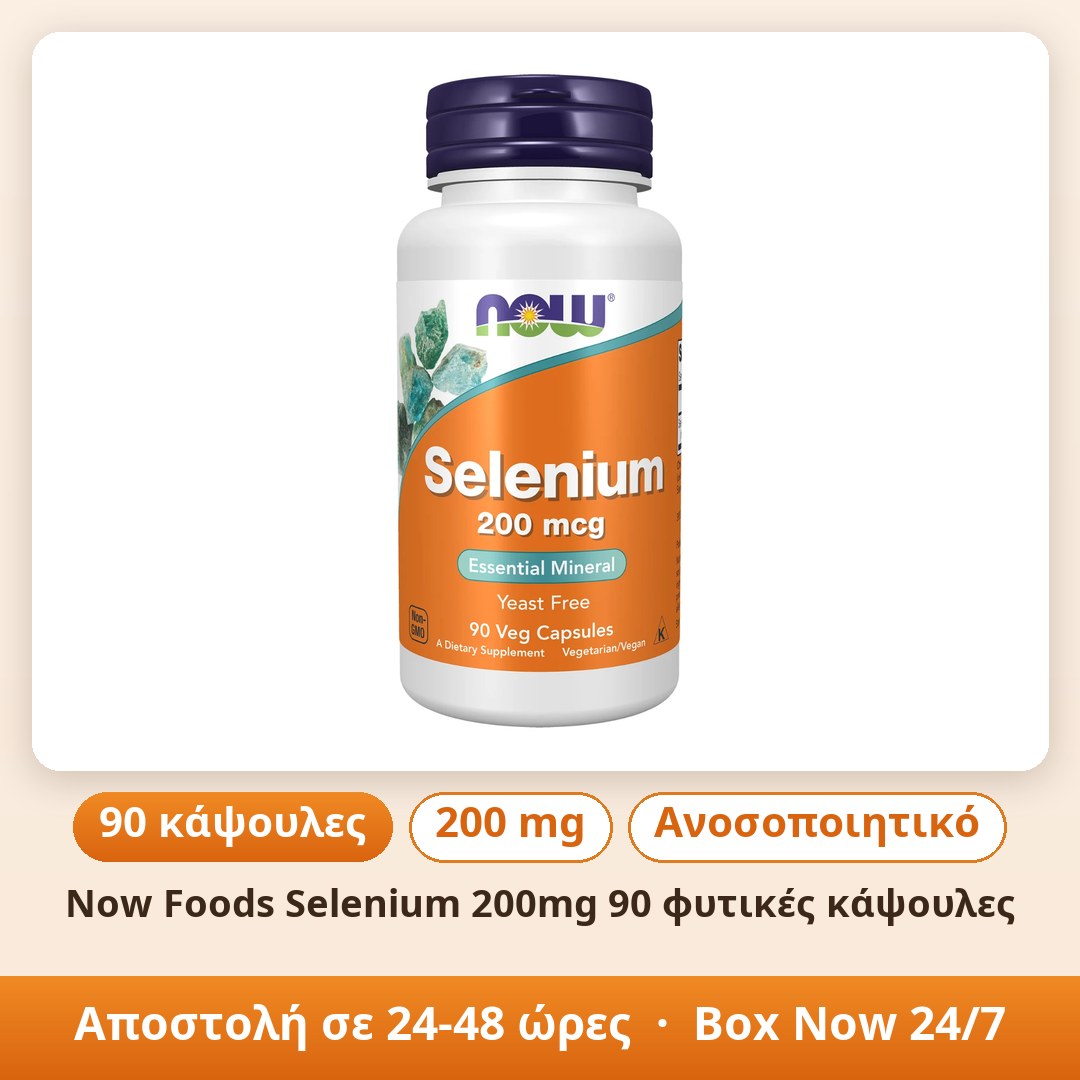 now®
Selenium
200 mcg
Essential Mineral
Yeast Free
90 Veg Capsules
Non-GMO
A Dietary Supplement Vegetarian/Vegan
K
90 κάψουλες
200 mg
Ανοσοποιητικό
Now Foods Selenium 200mg 90 φυτικές κάψουλες
Αποστολή σε 24-48 ώρες · Box Now 24/7